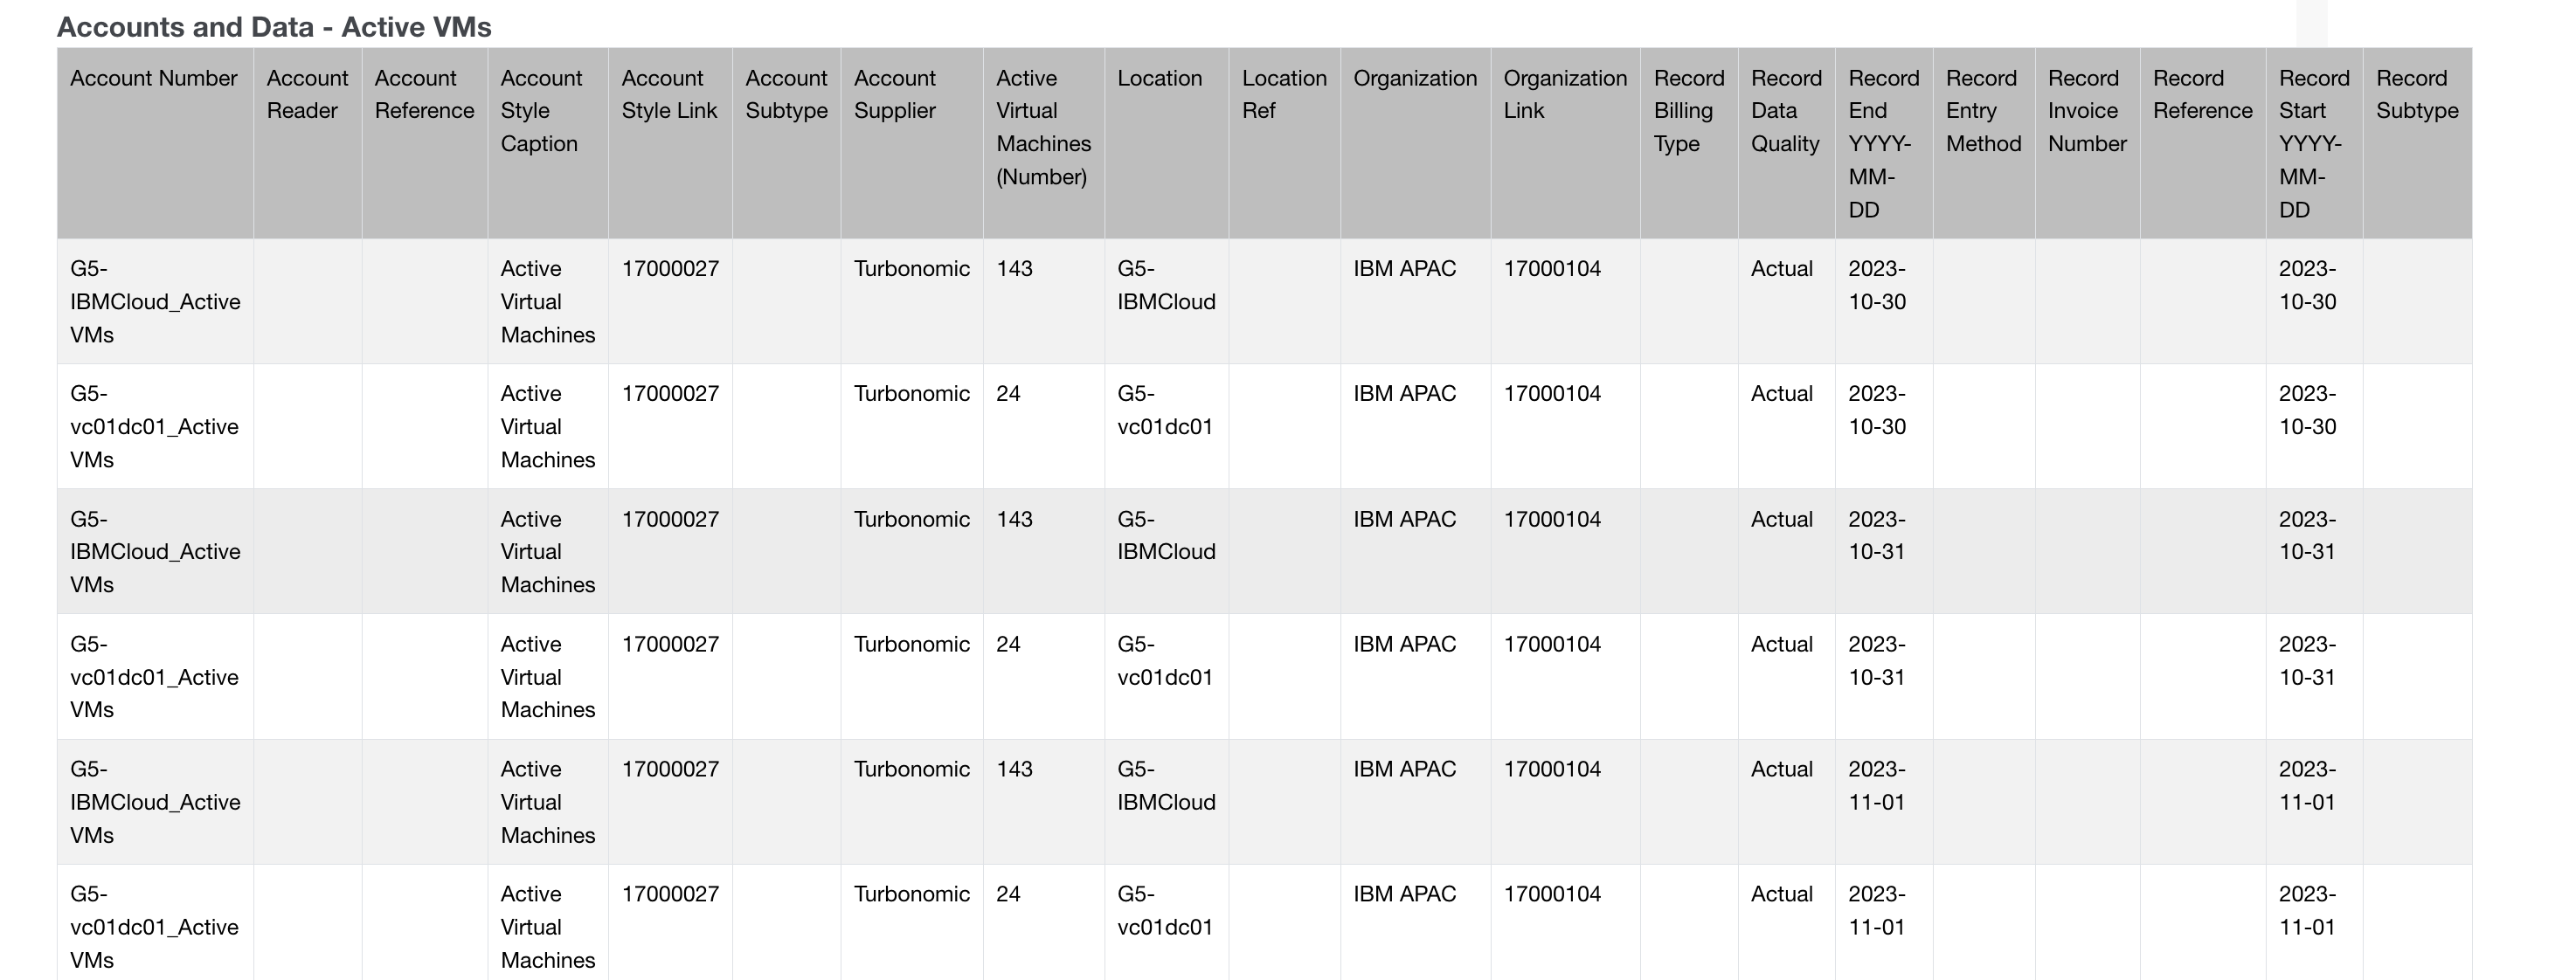 Accounts and Data - Active VMs
Account Number Account Reader Account Reference Account Style Caption Account Style Link Account Subtype Account Supplier Active Virtual Machines (Number) Location Location Ref Organization Organization Link Record Billing Type Record Data Quality Record End YYYY-MM-DD Record Entry Method Record Invoice Number Record Reference Record Start YYYY-MM-DD Record Subtype
G5-IBMCloud_Active VMs Active Virtual Machines 17000027 Turbonomic 143 G5-IBMCloud IBM APAC 17000104 Actual 2023-10-30 2023-10-30
G5-vc01dc01_Active VMs Active Virtual Machines 17000027 Turbonomic 24 G5-vc01dc01 IBM APAC 17000104 Actual 2023-10-30 2023-10-30
G5-IBMCloud_Active VMs Active Virtual Machines 17000027 Turbonomic 143 G5-IBMCloud IBM APAC 17000104 Actual 2023-10-31 2023-10-31
G5-vc01dc01_Active VMs Active Virtual Machines 17000027 Turbonomic 24 G5-vc01dc01 IBM APAC 17000104 Actual 2023-10-31 2023-10-31
G5-IBMCloud_Active VMs Active Virtual Machines 17000027 Turbonomic 143 G5-IBMCloud IBM APAC 17000104 Actual 2023-11-01 2023-11-01
G5-vc01dc01_Active VMs Active Virtual Machines 17000027 Turbonomic 24 G5-vc01dc01 IBM APAC 17000104 Actual 2023-11-01 2023-11-01